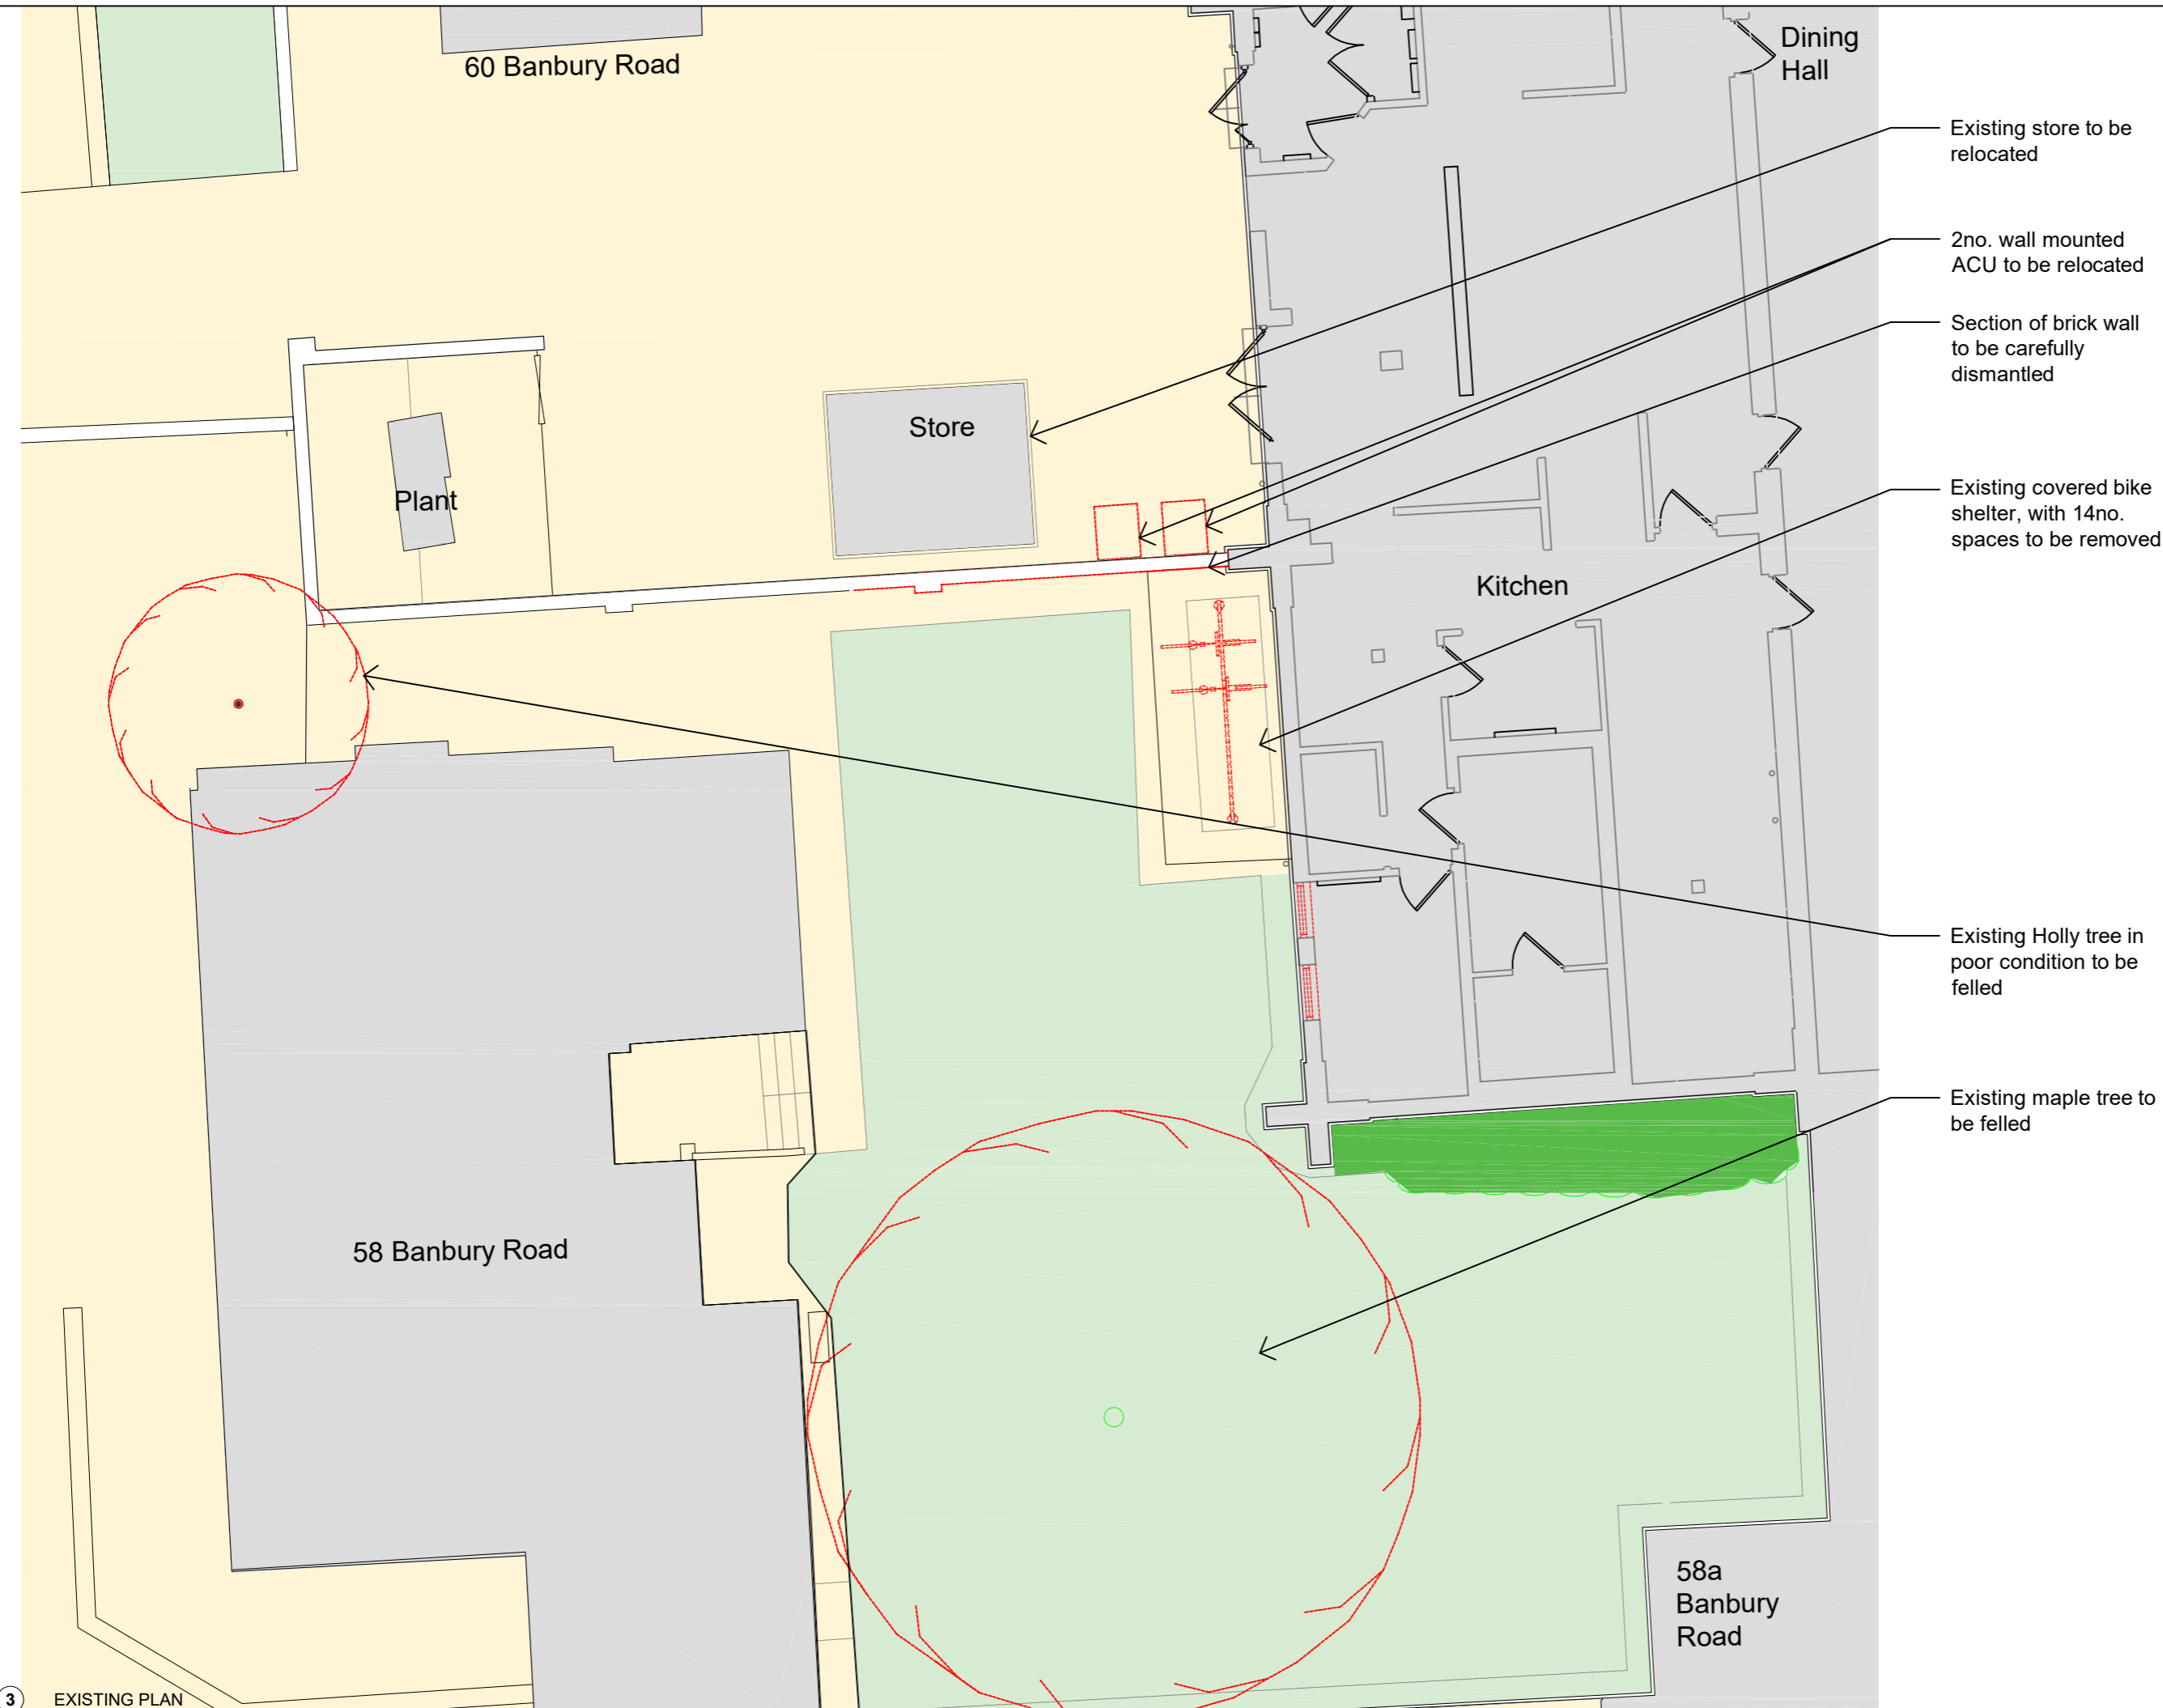 60 Banbury Road
Dining
Hall
Existing store to be
relocated
2no. wall mounted
ACU to be relocated
Section of brick wall
to be carefully
dismantled
Store
Plant
Existing covered bike
shelter, with 14no.
spaces to be removed
Kitchen
Existing Holly tree in
poor condition to be
felled
Existing maple tree to
be felled
58 Banbury Road
58a
Banbury
Road
3 EXISTING PLAN